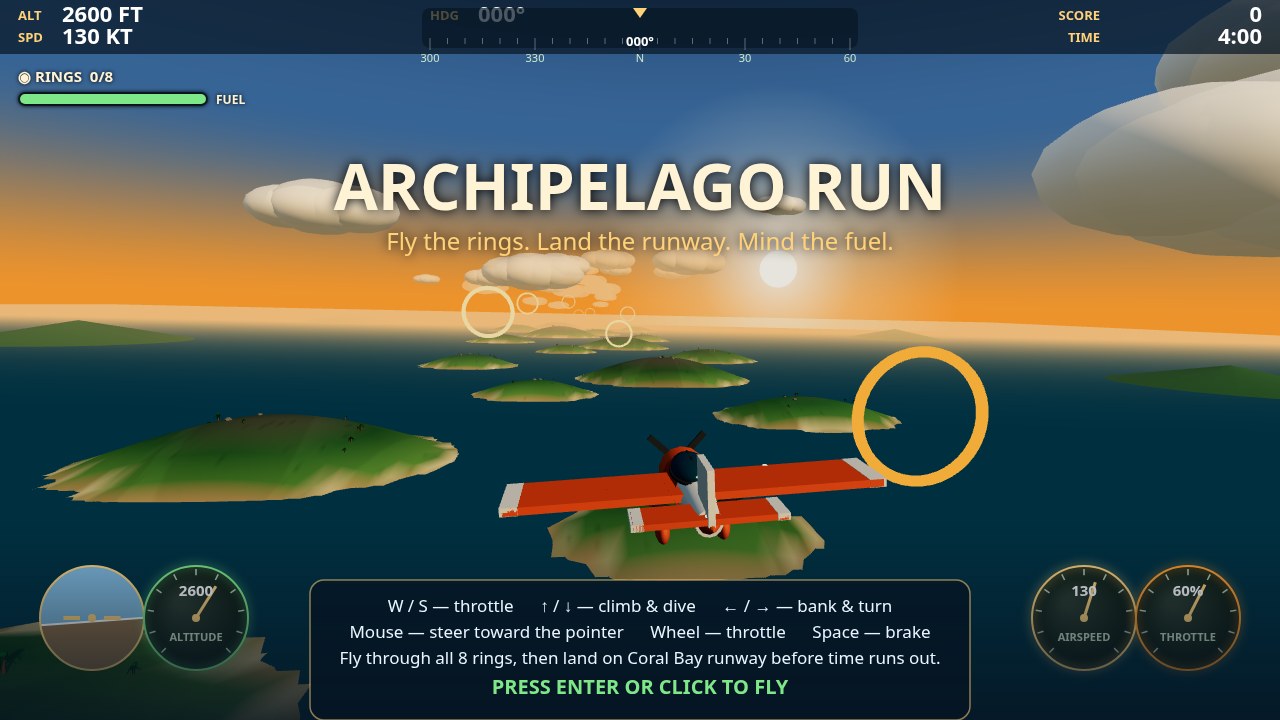 ALT 2600 FT
SPD 130 KT
HDG 000°
000°
300 330 N 30 60
SCORE 0
TIME 4:00
◉ RINGS 0/8
FUEL
ARCHIPELAGO RUN
Fly the rings. Land the runway. Mind the fuel.
2600
ALTITUDE
130
AIRSPEED
60%
THROTTLE
W / S — throttle ↑ / ↓ — climb & dive ← / → — bank & turn
Mouse — steer toward the pointer Wheel — throttle Space — brake
Fly through all 8 rings, then land on Coral Bay runway before time runs out.
PRESS ENTER OR CLICK TO FLY